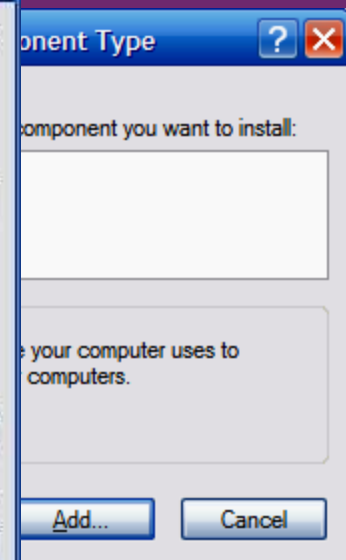 onent Type
component you want to install:
your computer uses to
computers.
Add...
Cancel